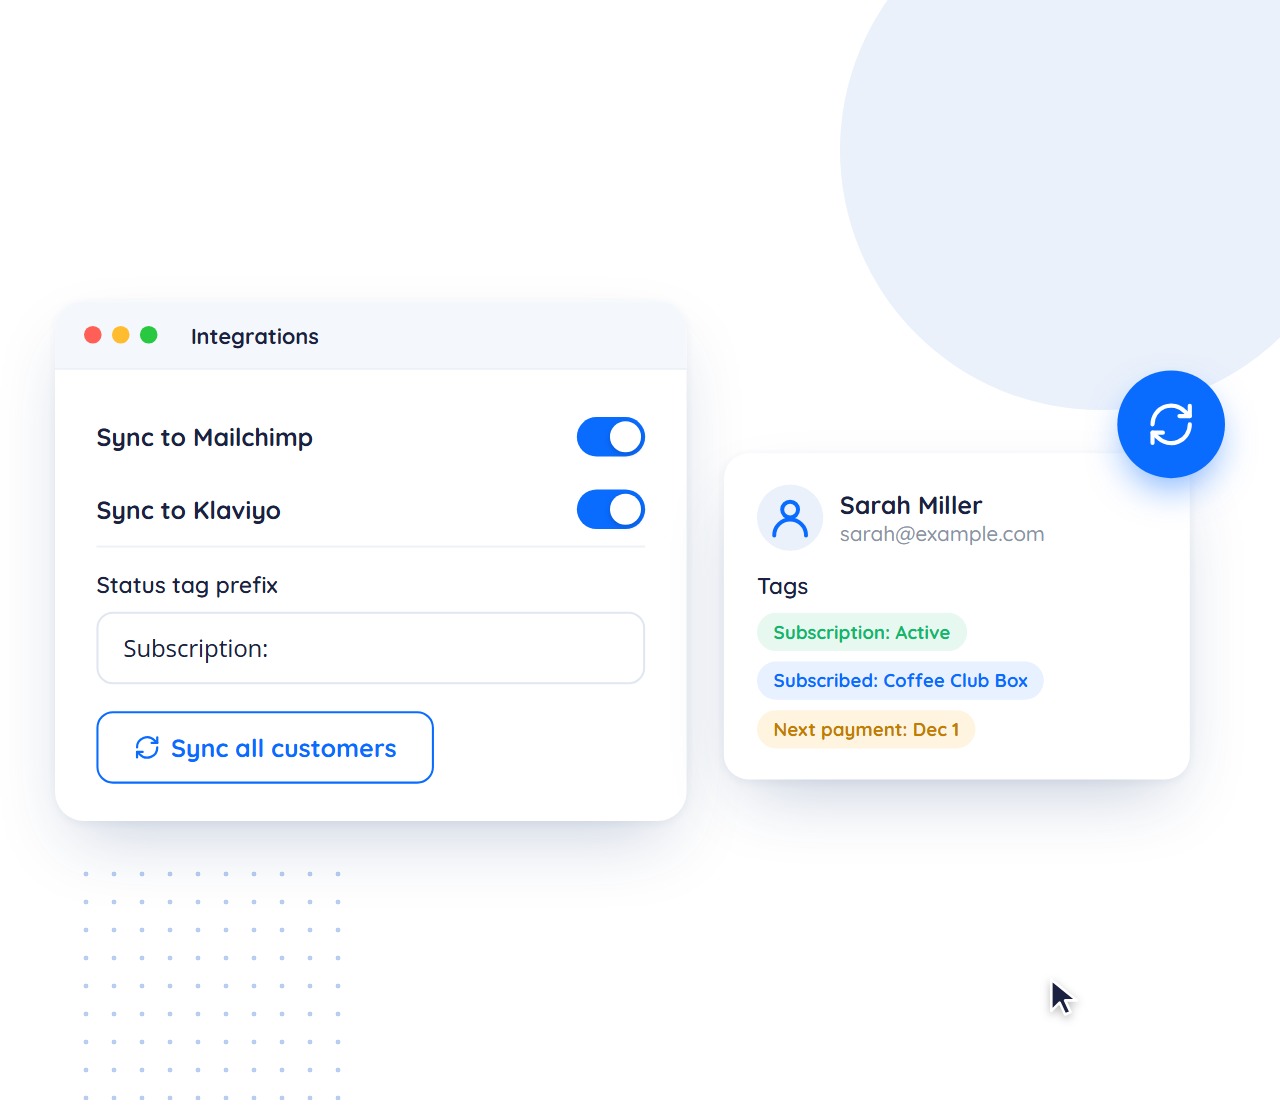 Integrations
Sync to Mailchimp
Sync to Klaviyo
Status tag prefix
Subscription:
Sync all customers
Sarah Miller
sarah@example.com
Tags
Subscription: Active
Subscribed: Coffee Club Box
Next payment: Dec 1